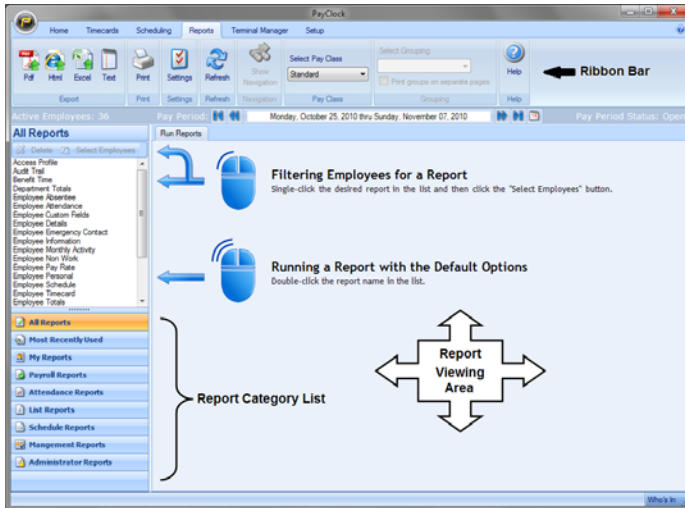 PayClock
Home Timecards Scheduling Reports Terminal Manager Setup
Pdf Html Excel Text Print Settings Refresh Show Navigation Select Pay Class Standard Select Grouping Print groups on separate pages Help Ribbon Bar
Export Print Settings Refresh Navigation Pay Class Grouping Help
Active Employees: 36 Pay Period: Monday, October 25, 2010 thru Sunday, November 07, 2010 Pay Period Status: Open
All Reports
Run Reports
Delete Select Employees
Access Profile
Audit Trail
Benefit Time
Department Totals
Employee Absentee
Employee Attendance
Employee Custom Fields
Employee Details
Employee Emergency Contact
Employee Information
Employee Monthly Activity
Employee Non Work
Employee Pay Rate
Employee Personal
Employee Schedule
Employee Timecard
Employee Totals
Filtering Employees for a Report
Single-click the desired report in the list and then click the "Select Employees" button.
Running a Report with the Default Options
Double-click the report name in the list.
All Reports
Most Recently Used
My Reports
Payroll Reports
Attendance Reports
List Reports
Schedule Reports
Mangement Reports
Administrator Reports
Report Category List
Report
Viewing
Area
Who's In